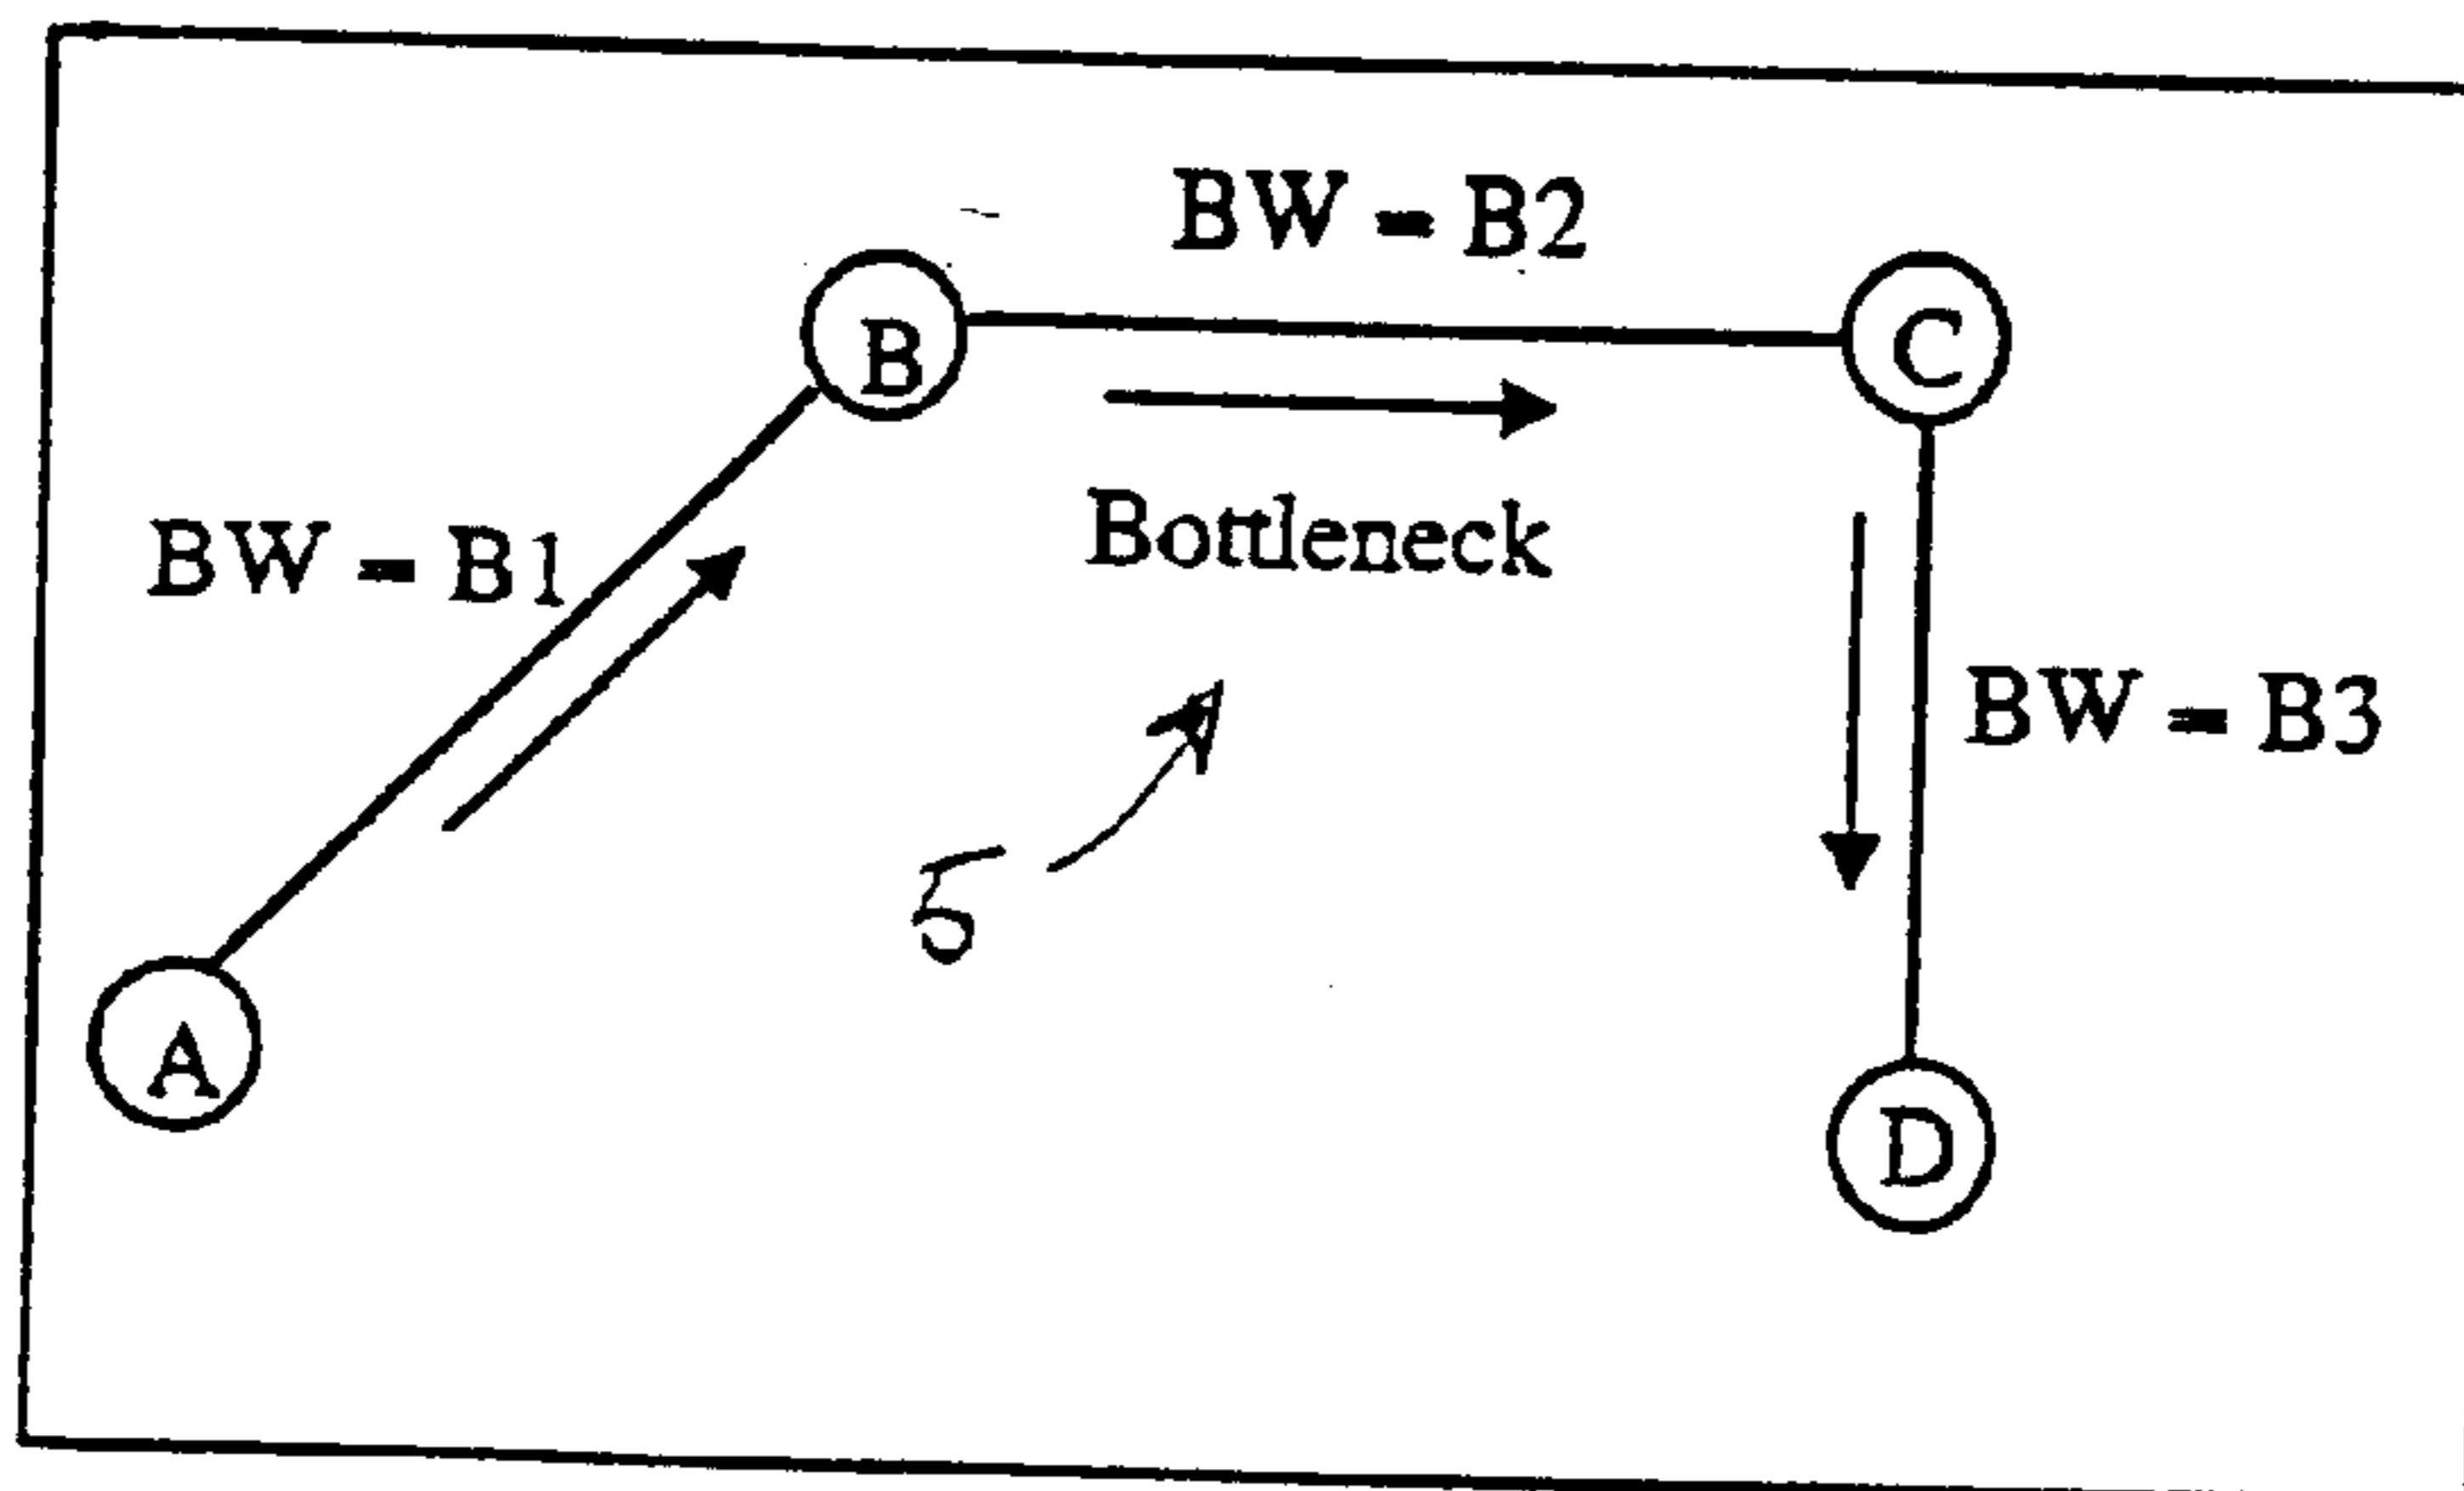 BW = B2
B
C
Bottleneck
BW = B1
BW = B3
5
A
D